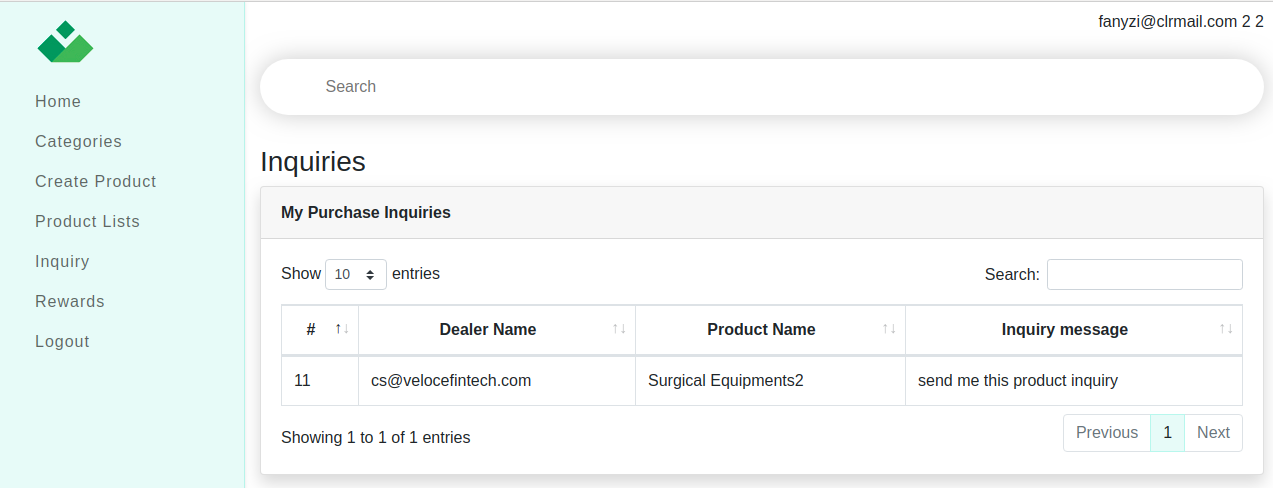 fanyzi@clrmail.com 2 2
Search
Home
Categories
Create Product
Product Lists
Inquiry
Rewards
Logout
Inquiries
My Purchase Inquiries
Show 10 entries
Search:
# Dealer Name Product Name Inquiry message
11 cs@velocefintech.com Surgical Equipments2 send me this product inquiry
Showing 1 to 1 of 1 entries
Previous 1 Next